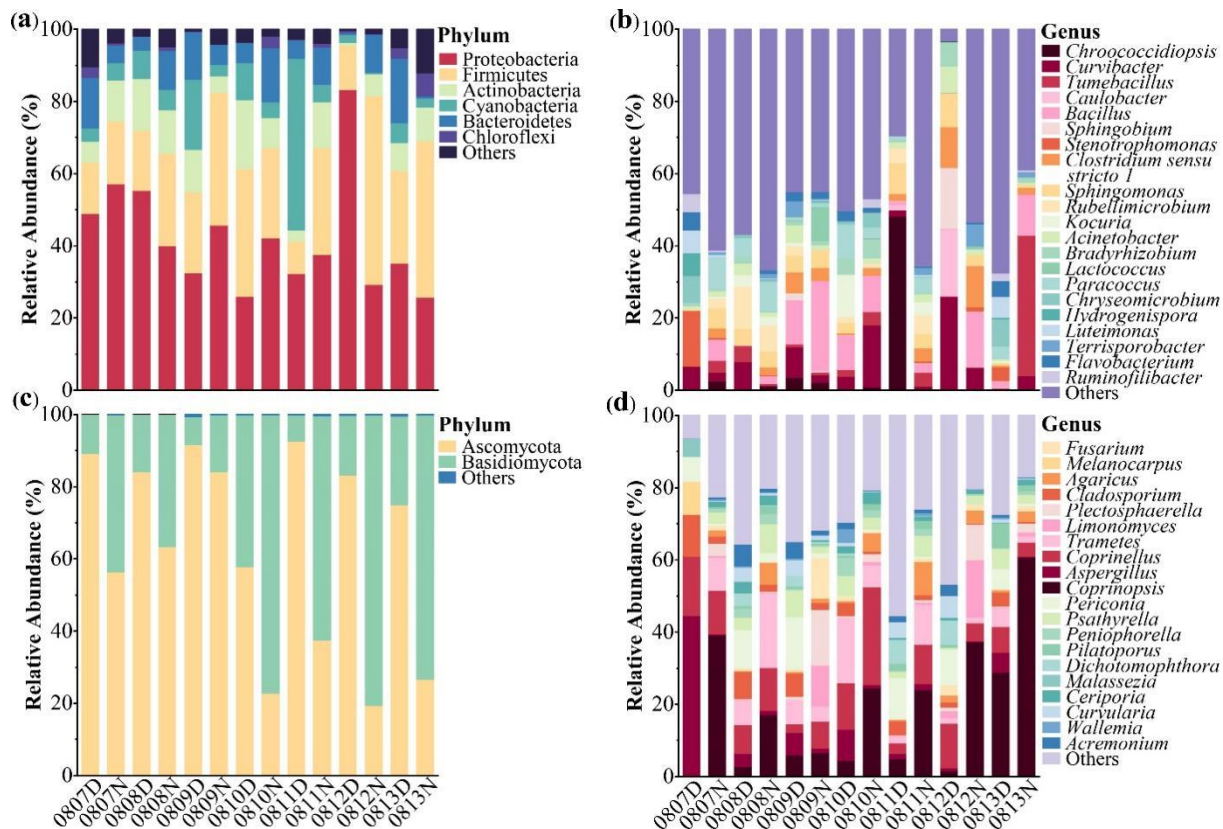 (a)
Relative Abundance (%)
100
80
60
40
20
0
Phylum
Proteobacteria
Firmicutes
Actinobacteria
Cyanobacteria
Bacteroidetes
Chloroflexi
Others
(b)
Relative Abundance (%)
100
80
60
40
20
0
Genus
Chroococcidiopsis
Curvibacter
Tumebacillus
Caulobacter
Bacillus
Sphingobium
Stenotrophomonas
Clostridium sensu
stricto 1
Sphingomonas
Rubellimicrobium
Kocuria
Acinetobacter
Bradyrhizobium
Lactococcus
Paracoccus
Chryseomicrobium
Hydrogenispora
Luteimonas
Terrisporobacter
Flavobacterium
Ruminofilibacter
Others
(c)
Relative Abundance (%)
100
80
60
40
20
0
Phylum
Ascomycota
Basidiomycota
Others
0807D
0807N
0808D
0808N
0809D
0809N
0810D
0810N
0811D
0811N
0812D
0812N
0813D
0813N
(d)
Relative Abundance (%)
100
80
60
40
20
0
Genus
Fusarium
Melanocarpus
Agaricus
Cladosporium
Plectosphaerella
Limonomyces
Trametes
Coprinellus
Aspergillus
Coprinopsis
Periconia
Psathyrella
Peniophorella
Pilatoporus
Dichotomophthora
Malassezia
Ceriporia
Curvularia
Wallemia
Acremonium
Others
0807D
0807N
0808D
0808N
0809D
0809N
0810D
0810N
0811D
0811N
0812D
0812N
0813D
0813N